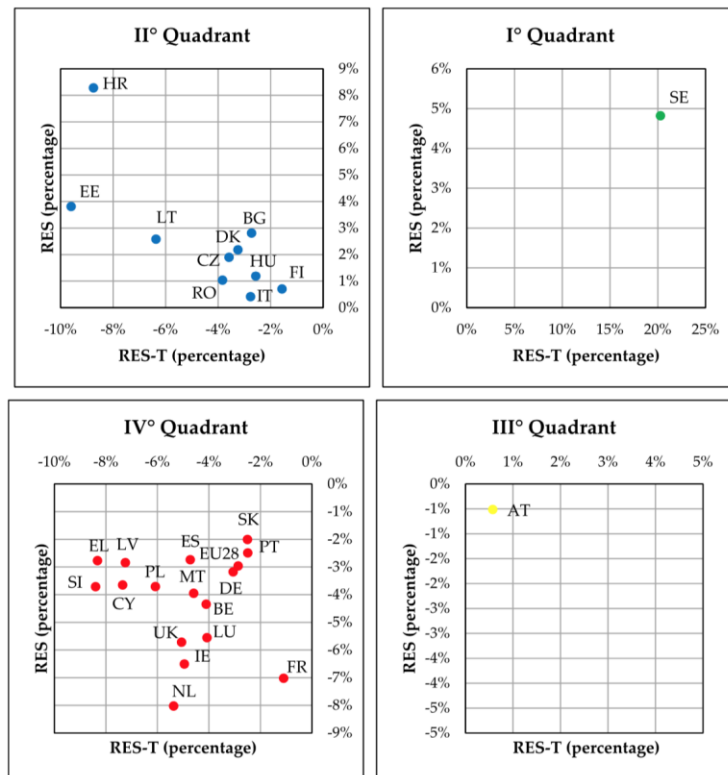 II° Quadrant
9%
8%
7%
6%
5%
4%
3%
2%
1%
0%
RES (percentage)
HR
EE
LT
BG
DK
CZ
HU
FI
RO
IT
-10% -8% -6% -4% -2% 0%
RES-T (percentage)
I° Quadrant
6%
5%
4%
3%
2%
1%
0%
RES (percentage)
SE
0% 5% 10% 15% 20% 25%
RES-T (percentage)
IV° Quadrant
-10% -8% -6% -4% -2% 0%
0%
-1%
-2%
-3%
-4%
-5%
-6%
-7%
-8%
-9%
RES (percentage)
SK
EL LV ES PT
EU28
SI PL MT DE
CY BE
UK LU
IE
FR
NL
RES-T (percentage)
III° Quadrant
0% 1% 2% 3% 4% 5%
0%
-1%
-1%
-2%
-2%
-3%
-3%
-4%
-4%
-5%
-5%
RES (percentage)
AT
RES-T (percentage)